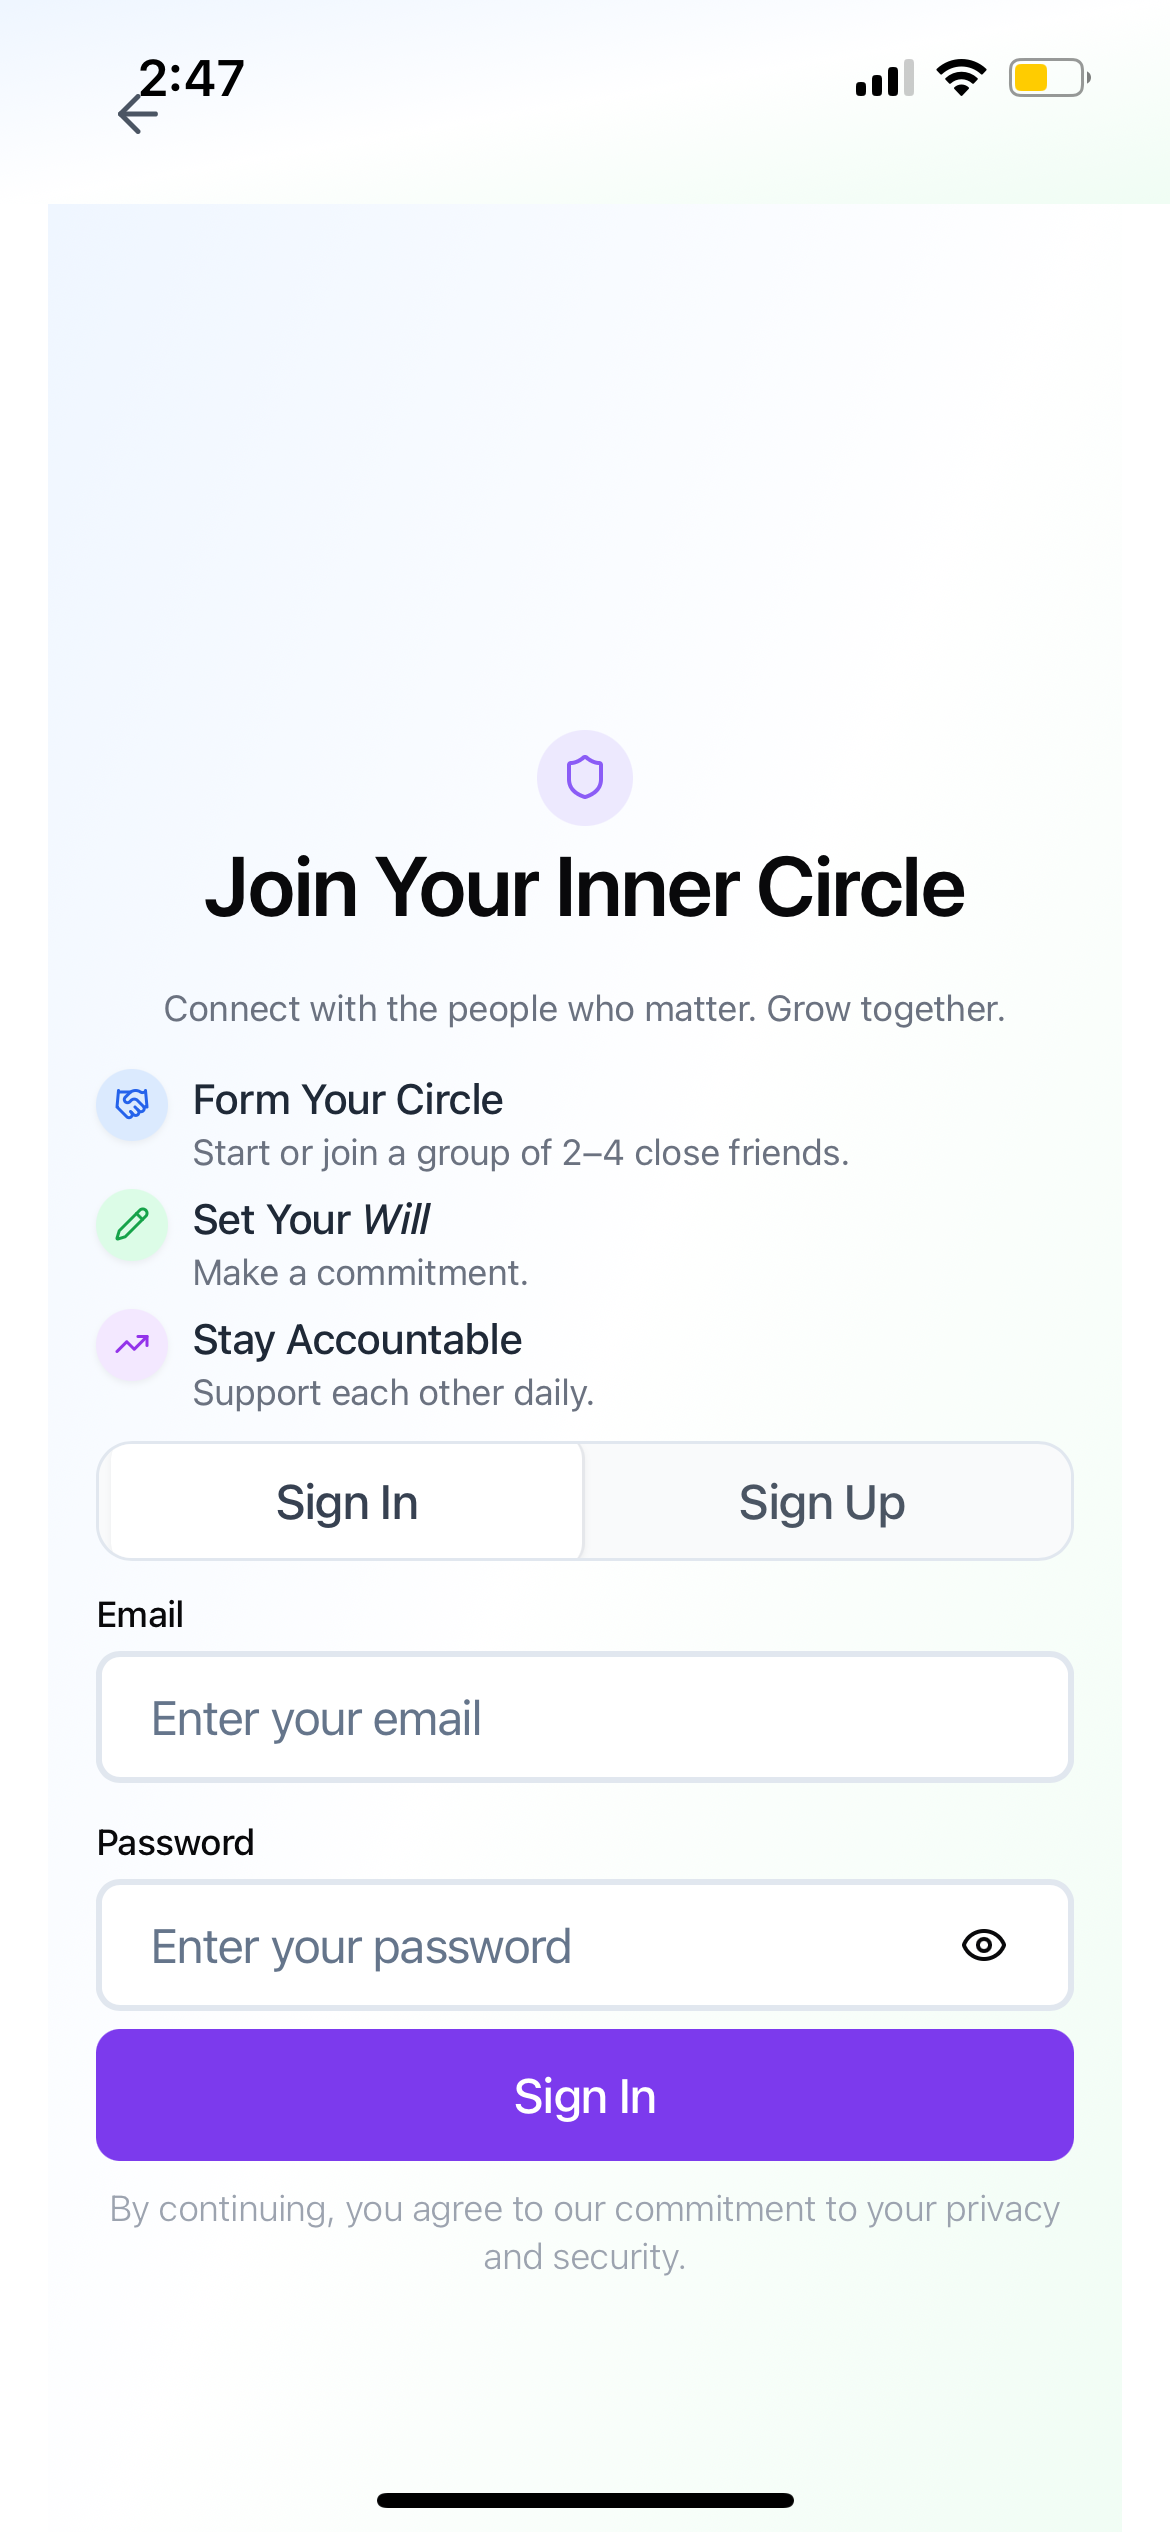 2:47
Join Your Inner Circle
Connect with the people who matter. Grow together.
Form Your Circle
Start or join a group of 2–4 close friends.
Set Your Will
Make a commitment.
Stay Accountable
Support each other daily.
Sign In
Sign Up
Email
Enter your email
Password
Enter your password
Sign In
By continuing, you agree to our commitment to your privacy
and security.